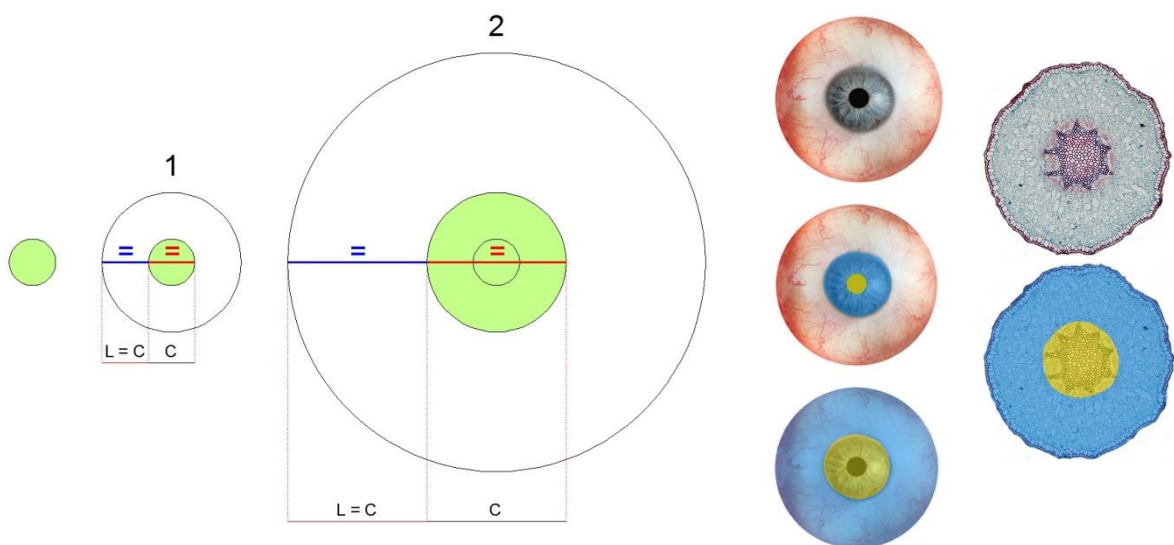 2
1
= =
= =
L = C C
L = C C